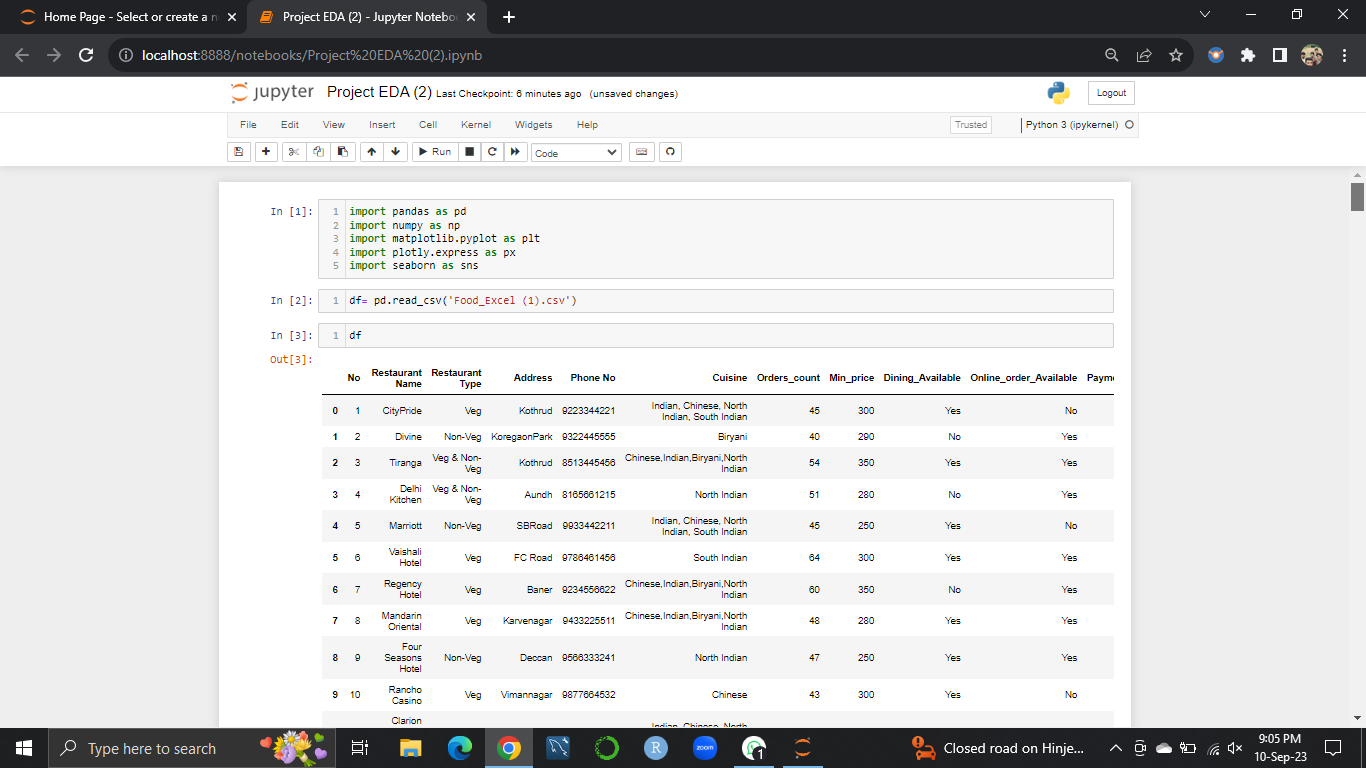 Home Page - Select or create a n
Project EDA (2) - Jupyter Notebo
localhost:8888/notebooks/Project%20EDA%20(2).ipynb
jupyter Project EDA (2) Last Checkpoint: 6 minutes ago (unsaved changes)
Logout
File Edit View Insert Cell Kernel Widgets Help
Trusted
Python 3 (ipykernel)
Run
Code
In [1]:
1 import pandas as pd
2 import numpy as np
3 import matplotlib.pyplot as plt
4 import plotly.express as px
5 import seaborn as sns
In [2]:
1 df= pd.read_csv('Food_Excel (1).csv')
In [3]:
1 df
Out[3]:
No Restaurant Name Restaurant Type Address Phone No Cuisine Orders_count Min_price Dining_Available Online_order_Available Paym
0 1 CityPride Veg Kothrud 9223344221 Indian, Chinese, North Indian, South Indian 45 300 Yes No
1 2 Divine Non-Veg KoregaonPark 9322445555 Biryani 40 290 No Yes
2 3 Tiranga Veg & Non-Veg Kothrud 8513445456 Chinese,Indian,Biryani,North Indian 54 350 Yes Yes
3 4 Delhi Kitchen Veg & Non-Veg Aundh 8165661215 North Indian 51 280 No Yes
4 5 Marriott Non-Veg SBRoad 9933442211 Indian, Chinese, North Indian, South Indian 45 250 Yes No
5 6 Vaishali Hotel Veg FC Road 9786461456 South Indian 64 300 Yes Yes
6 7 Regency Hotel Veg Baner 9234556622 Chinese,Indian,Biryani,North Indian 60 350 No Yes
7 8 Mandarin Oriental Veg Karvenagar 9433225511 Chinese,Indian,Biryani,North Indian 48 280 Yes Yes
8 9 Four Seasons Hotel Non-Veg Deccan 9566333241 North Indian 47 250 Yes Yes
9 10 Rancho Casino Veg Vimannagar 9877664532 Chinese 43 300 Yes No
Clarion
Indian, Chinese, North
Type here to search
R
zoom
1
Closed road on Hinje...
9:05 PM
10-Sep-23